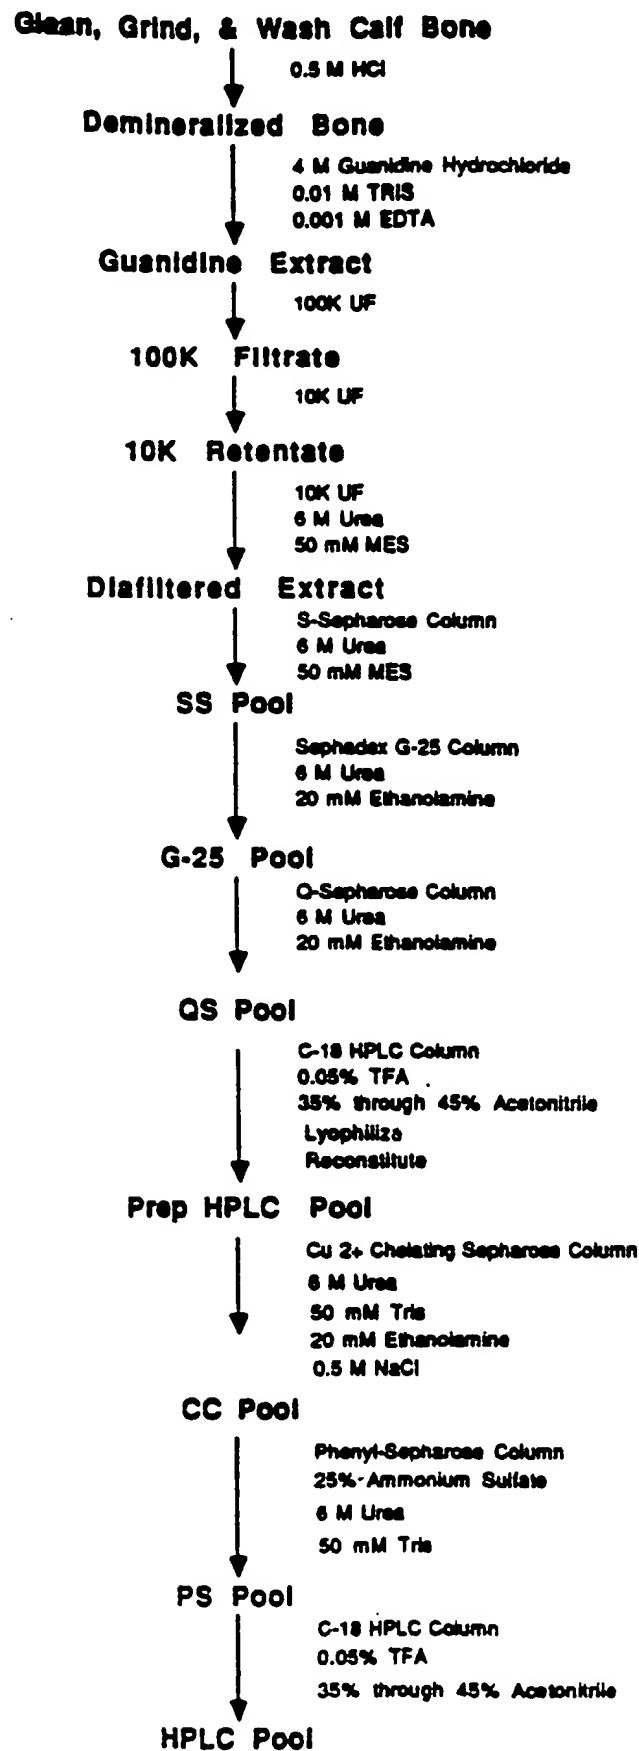 Clean, Grind, & Wash Calf Bone
0.5 M HCl
Demineralized Bone
4 M Guanidine Hydrochloride
0.01 M TRIS
0.001 M EDTA
Guanidine Extract
100K UF
100K Filtrate
10K UF
10K Retentate
10K UF
6 M Urea
50 mM MES
Diafiltered Extract
S-Sepharose Column
6 M Urea
50 mM MES
SS Pool
Sephadex G-25 Column
6 M Urea
20 mM Ethanolamine
G-25 Pool
Q-Sepharose Column
6 M Urea
20 mM Ethanolamine
QS Pool
C-18 HPLC Column
0.05% TFA
35% through 45% Acetonitrile
Lyophiliza
Reconstitute
Prep HPLC Pool
Cu 2+ Chelating Sepharose Column
6 M Urea
50 mM Tris
20 mM Ethanolamine
0.5 M NaCl
CC Pool
Phenyl-Sepharose Column
25% Ammonium Sulfate
6 M Urea
50 mM Tris
PS Pool
C-18 HPLC Column
0.05% TFA
35% through 45% Acetonitrile
HPLC Pool